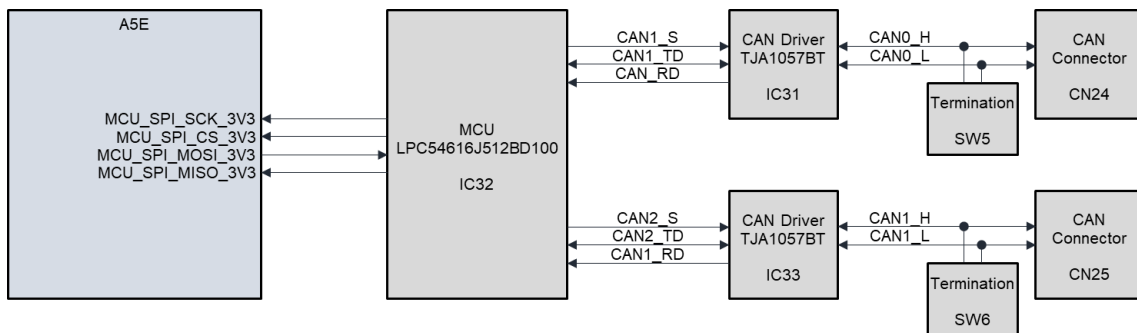 A5E
MCU_SPI_SCK_3V3
MCU_SPI_CS_3V3
MCU_SPI_MOSI_3V3
MCU_SPI_MISO_3V3
MCU
LPC54616J512BD100
IC32
CAN1_S
CAN1_TD
CAN_RD
CAN Driver
TJA1057BT
IC31
CAN0_H
CAN0_L
Termination
SW5
CAN
Connector
CN24
CAN2_S
CAN2_TD
CAN1_RD
CAN Driver
TJA1057BT
IC33
CAN1_H
CAN1_L
Termination
SW6
CAN
Connector
CN25